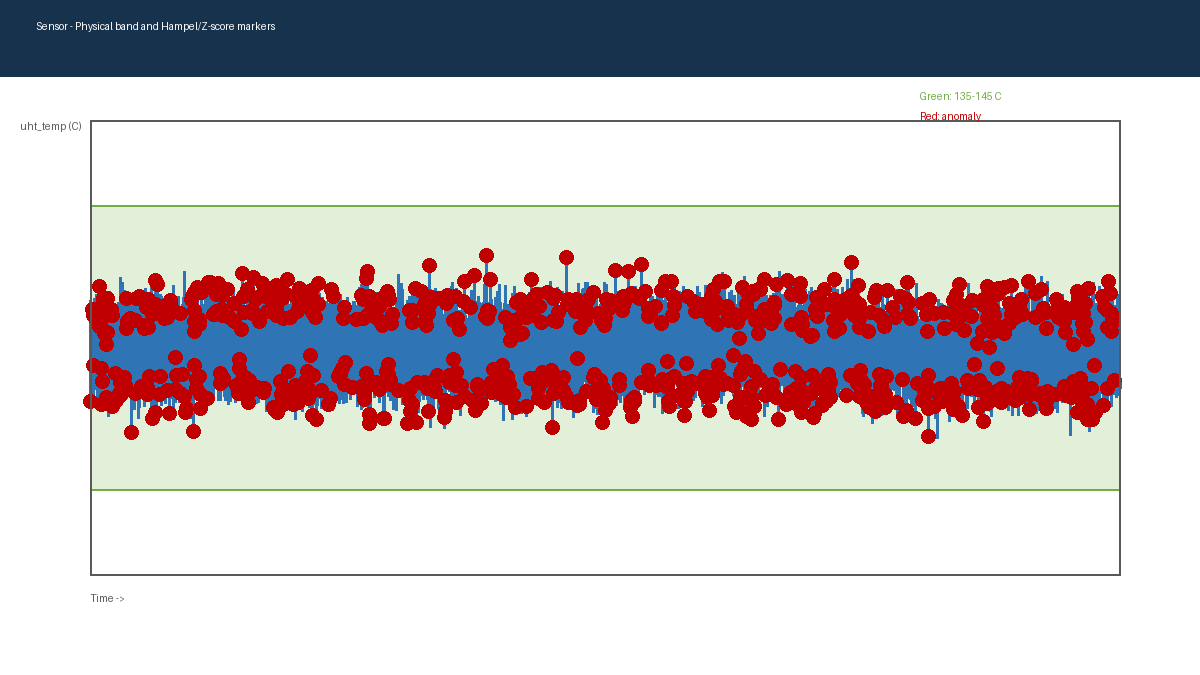 Sensor - Physical band and Hampel/Z-score markers
Green: 135-145 C
Red: anomaly
uht_temp (C)
Time ->